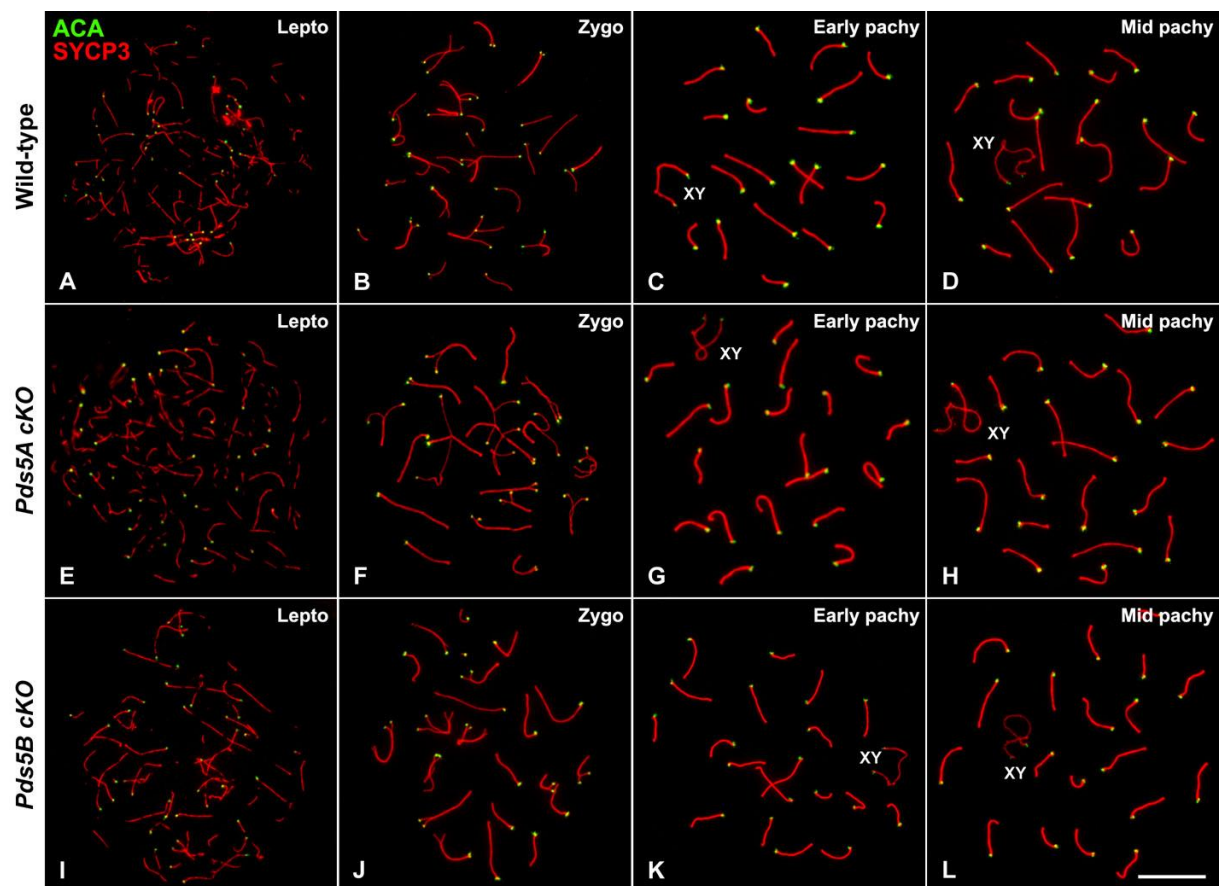 ACA
SYCP3
Lepto
Zygo
Early pachy
Mid pachy
Wild-type
XY
XY
A
B
C
D
Lepto
Zygo
Early pachy
Mid pachy
Pds5A cKO
XY
XY
E
F
G
H
Lepto
Zygo
Early pachy
Mid pachy
Pds5B cKO
XY
XY
I
J
K
L